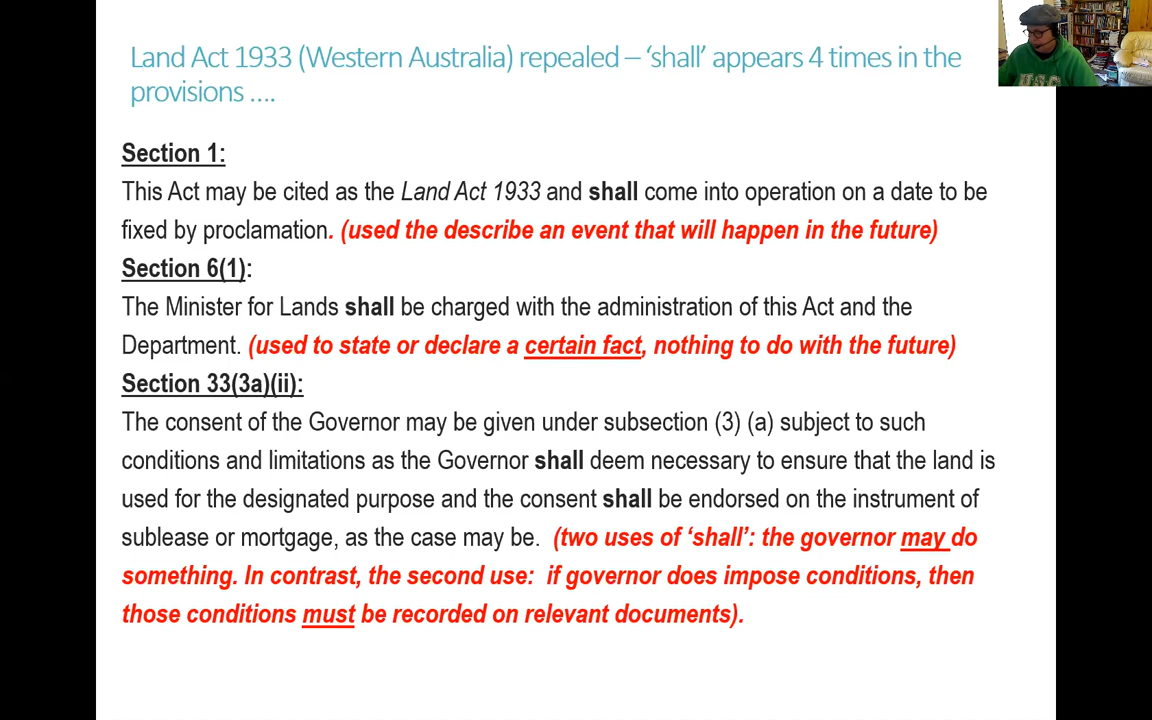 Land Act 1933 (Western Australia) repealed – ‘shall’ appears 4 times in the
provisions ….
Section 1:
This Act may be cited as the Land Act 1933 and shall come into operation on a date to be
fixed by proclamation. (used the describe an event that will happen in the future)
Section 6(1):
The Minister for Lands shall be charged with the administration of this Act and the
Department. (used to state or declare a certain fact, nothing to do with the future)
Section 33(3a)(ii):
The consent of the Governor may be given under subsection (3) (a) subject to such
conditions and limitations as the Governor shall deem necessary to ensure that the land is
used for the designated purpose and the consent shall be endorsed on the instrument of
sublease or mortgage, as the case may be. (two uses of ‘shall’: the governor may do
something. In contrast, the second use: if governor does impose conditions, then
those conditions must be recorded on relevant documents).